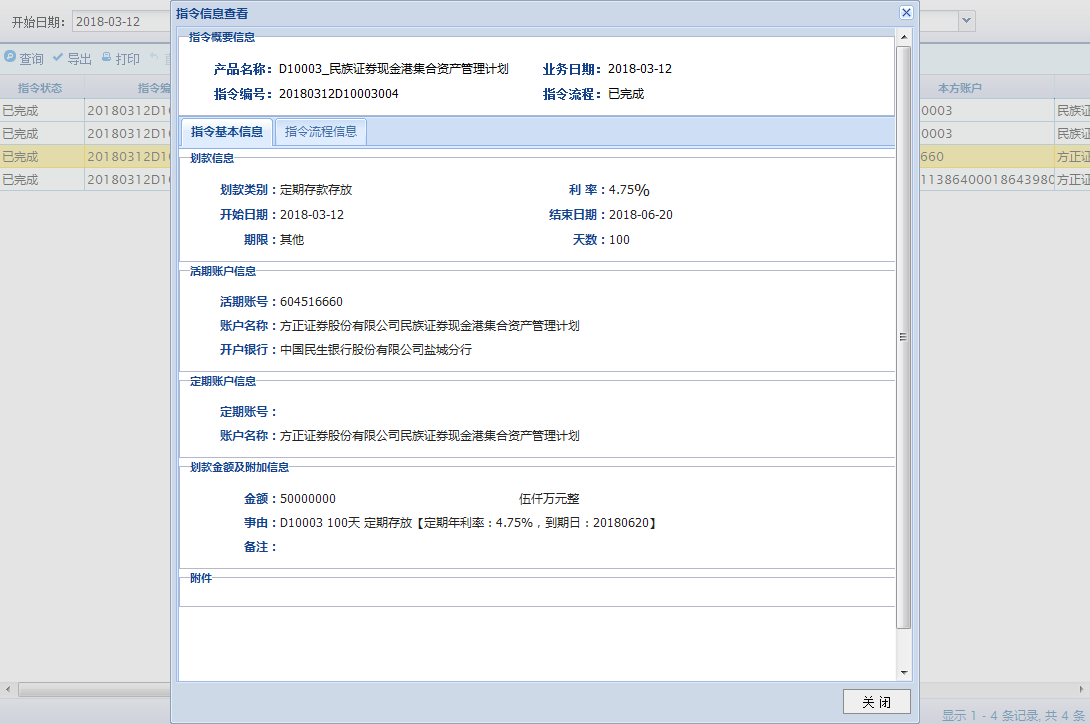 指令信息查看
开始日期: 2018-03-12
指令概要信息
产品名称: D10003_民族证券现金港集合资产管理计划 业务日期: 2018-03-12
指令编号: 20180312D10003004 指令流程: 已完成
查询 导出 打印
指令状态 指令编 本方账户
已完成 20180312D10 0003 民族证
已完成 20180312D10 0003 民族证
已完成 20180312D10 660 方正证
已完成 20180312D10 1138640001864398 方正证
指令基本信息 指令流程信息
划款信息
划款类别: 定期存款存放 利 率: 4.75%
开始日期: 2018-03-12 结束日期: 2018-06-20
期限: 其他 天数: 100
活期账户信息
活期账号: 604516660
账户名称: 方正证券股份有限公司民族证券现金港集合资产管理计划
开户银行: 中国民生银行股份有限公司盐城分行
定期账户信息
定期账号:
账户名称: 方正证券股份有限公司民族证券现金港集合资产管理计划
划款金额及附加信息
金额: 50000000 伍仟万元整
事由: D10003 100天 定期存放【定期年利率:4.75%,到期日:20180620】
备注:
附件
关 闭
显示 1 - 4 条记录, 共 4 条